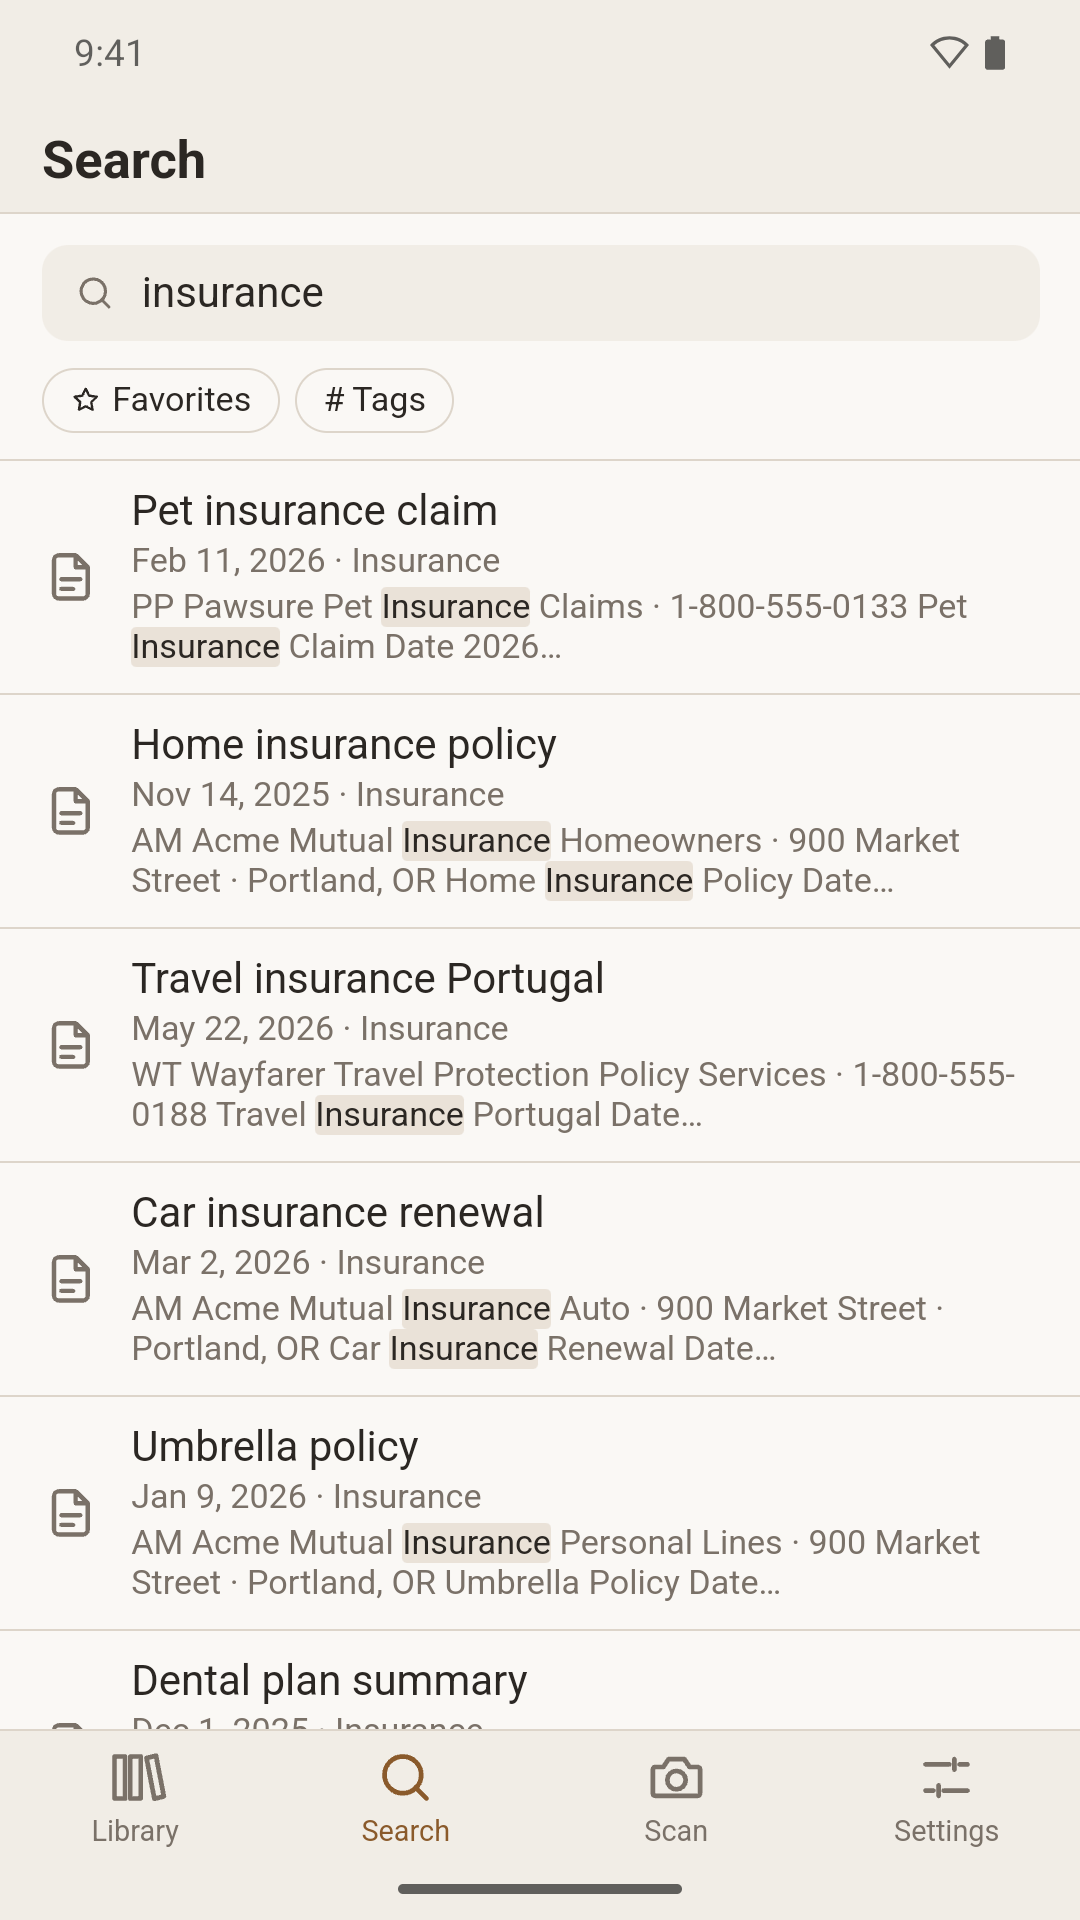 9:41
Search
insurance
Favorites
# Tags
Pet insurance claim
Feb 11, 2026 · Insurance
PP Pawsure Pet Insurance Claims · 1-800-555-0133 Pet
Insurance Claim Date 2026…
Home insurance policy
Nov 14, 2025 · Insurance
AM Acme Mutual Insurance Homeowners · 900 Market
Street · Portland, OR Home Insurance Policy Date…
Travel insurance Portugal
May 22, 2026 · Insurance
WT Wayfarer Travel Protection Policy Services · 1-800-555-
0188 Travel Insurance Portugal Date…
Car insurance renewal
Mar 2, 2026 · Insurance
AM Acme Mutual Insurance Auto · 900 Market Street ·
Portland, OR Car Insurance Renewal Date…
Umbrella policy
Jan 9, 2026 · Insurance
AM Acme Mutual Insurance Personal Lines · 900 Market
Street · Portland, OR Umbrella Policy Date…
Dental plan summary
Dec 1, 2025 · Insurance
Library
Search
Scan
Settings